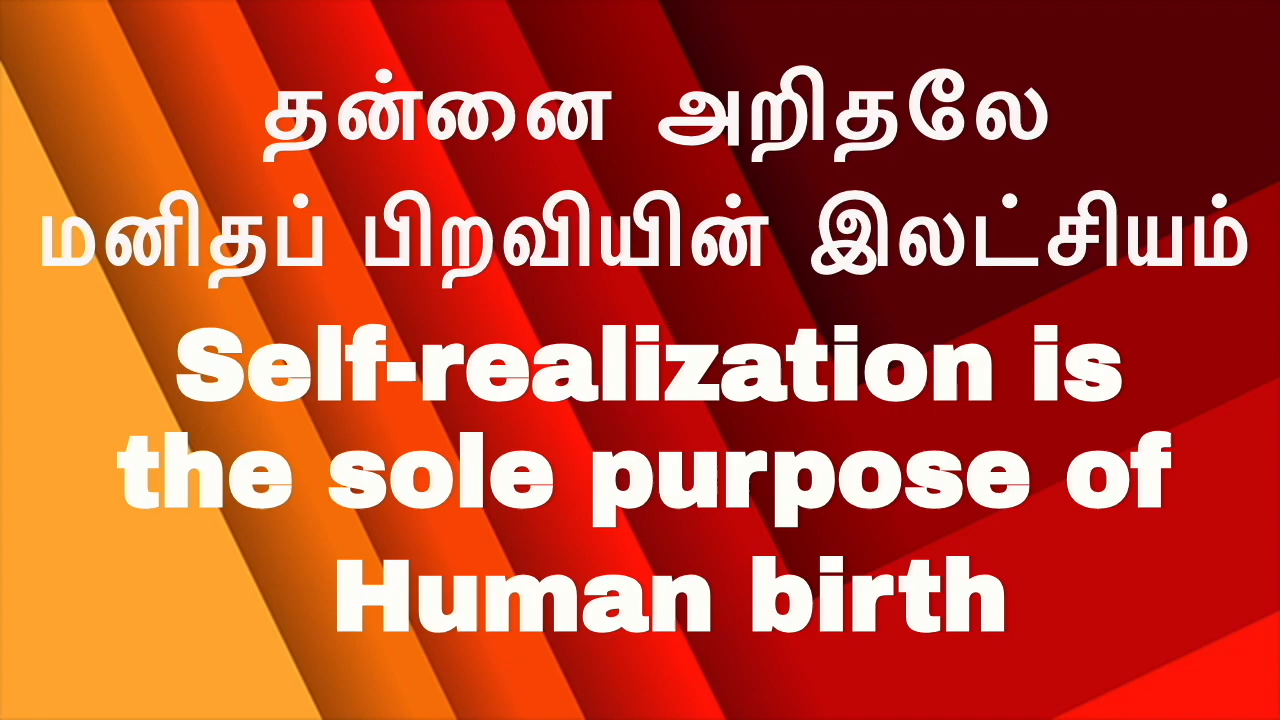 தன்னை அறிதலே
மனிதப் பிறவியின் இலட்சியம்
Self-realization is
the sole purpose of
Human birth